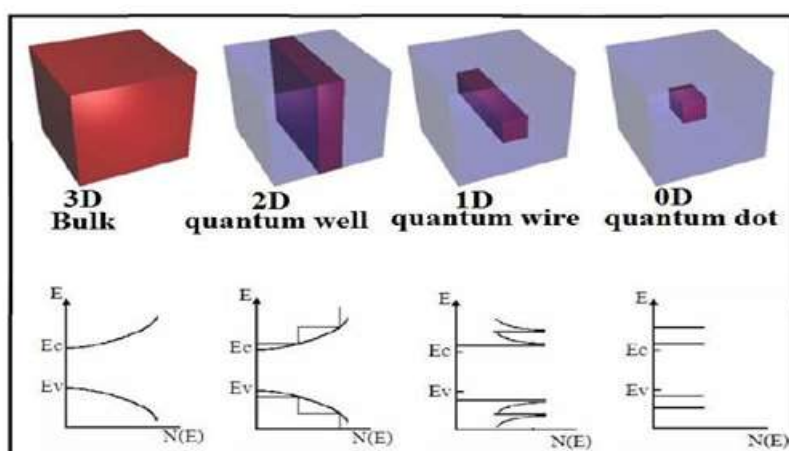 3D
Bulk
2D
quantum well
1D
quantum wire
0D
quantum dot
E
Ec
Ev
N(E)
E
Ec
Ev
N(E)
E
Ec
Ev
N(E)
E
Ec
Ev
N(E)